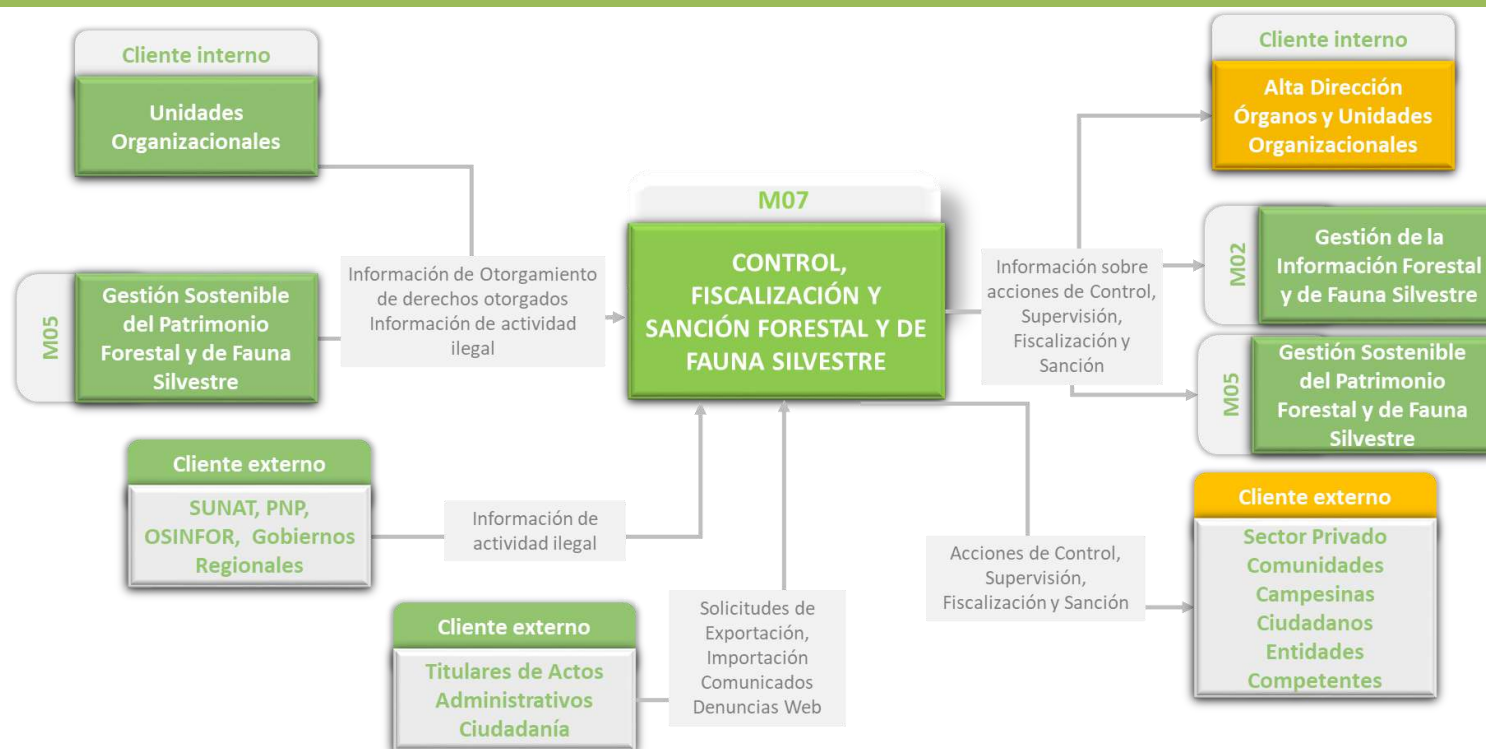 Cliente interno
Unidades
Organizacionales
M05
Gestión Sostenible
del Patrimonio
Forestal y de Fauna
Silvestre
Información de Otorgamiento
de derechos otorgados
Información de actividad
ilegal
Cliente externo
SUNAT, PNP,
OSINFOR, Gobiernos
Regionales
Información de
actividad ilegal
Cliente externo
Titulares de Actos
Administrativos
Ciudadanía
Solicitudes de
Exportación,
Importación
Comunicados
Denuncias Web
M07
CONTROL,
FISCALIZACIÓN Y
SANCIÓN FORESTAL Y DE
FAUNA SILVESTRE
Información sobre
acciones de Control,
Supervisión,
Fiscalización y
Sanción
Acciones de Control,
Supervisión,
Fiscalización y Sanción
Cliente interno
Alta Dirección
Órganos y Unidades
Organizacionales
M02
Gestión de la
Información Forestal
y de Fauna Silvestre
M05
Gestión Sostenible
del Patrimonio
Forestal y de Fauna
Silvestre
Cliente externo
Sector Privado
Comunidades
Campesinas
Ciudadanos
Entidades
Competentes